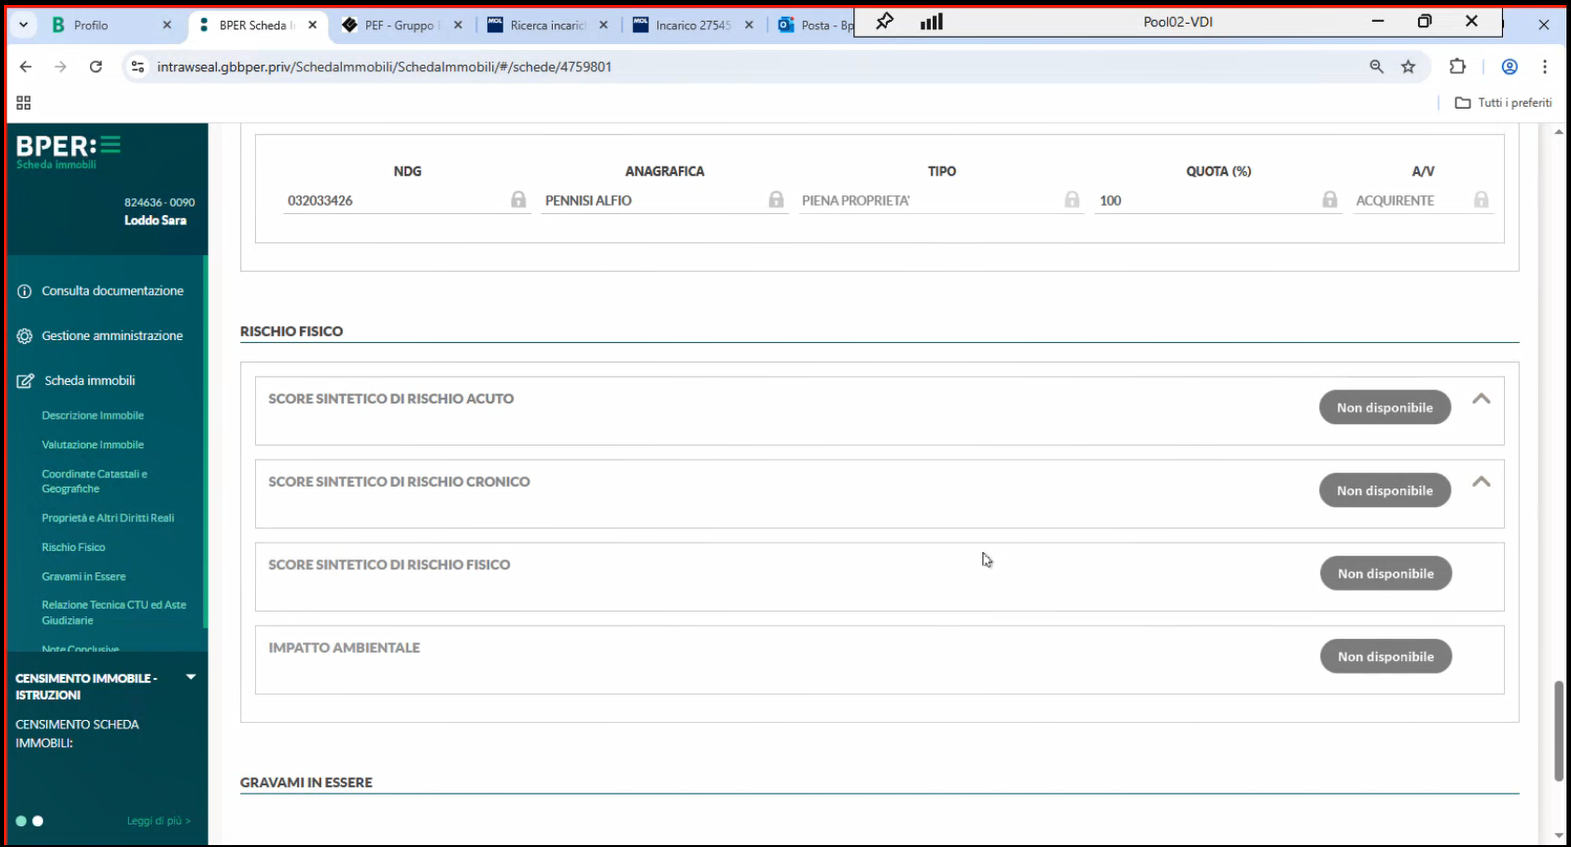 Profilo
BPER Scheda I
PEF - Gruppo
Ricerca incaric
Incarico 27545
Posta - Bp
Pool02-VDI
intrawseal.gbbper.priv/SchedaImmobili/SchedaImmobili/#/schede/4759801
Tutti i preferiti
BPER:
Scheda immobili
824636 - 0090
Loddo Sara
Consulta documentazione
Gestione amministrazione
Scheda immobili
Descrizione Immobile
Valutazione Immobile
Coordinate Catastali e
Geografiche
Proprietà e Altri Diritti Reali
Rischio Fisico
Gravami in Essere
Relazione Tecnica CTU ed Aste
Giudiziarie
Note Conclusive
CENSIMENTO IMMOBILE -
ISTRUZIONI
CENSIMENTO SCHEDA
IMMOBILI:
Leggi di più >
NDG ANAGRAFICA TIPO QUOTA (%) A/V
032033426 PENNISI ALFIO PIENA PROPRIETA' 100 ACQUIRENTE
RISCHIO FISICO
SCORE SINTETICO DI RISCHIO ACUTO
Non disponibile
SCORE SINTETICO DI RISCHIO CRONICO
Non disponibile
SCORE SINTETICO DI RISCHIO FISICO
Non disponibile
IMPATTO AMBIENTALE
Non disponibile
GRAVAMI IN ESSERE